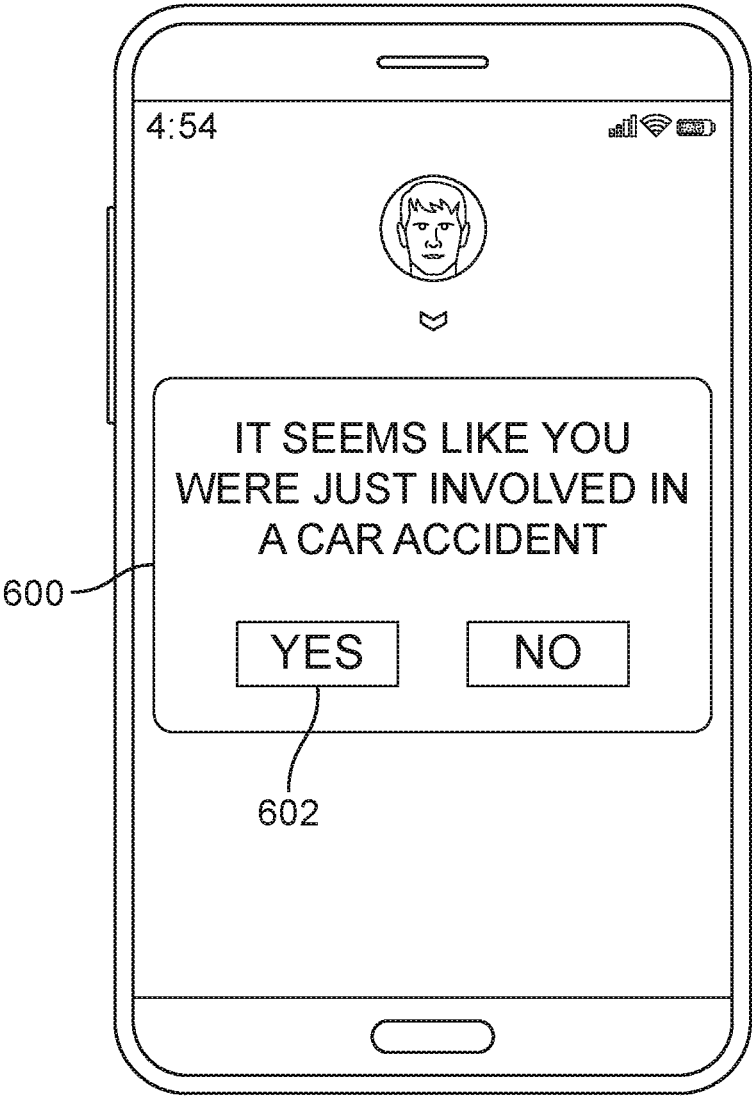 4:54
IT SEEMS LIKE YOU
WERE JUST INVOLVED IN
A CAR ACCIDENT
600
YES NO
602